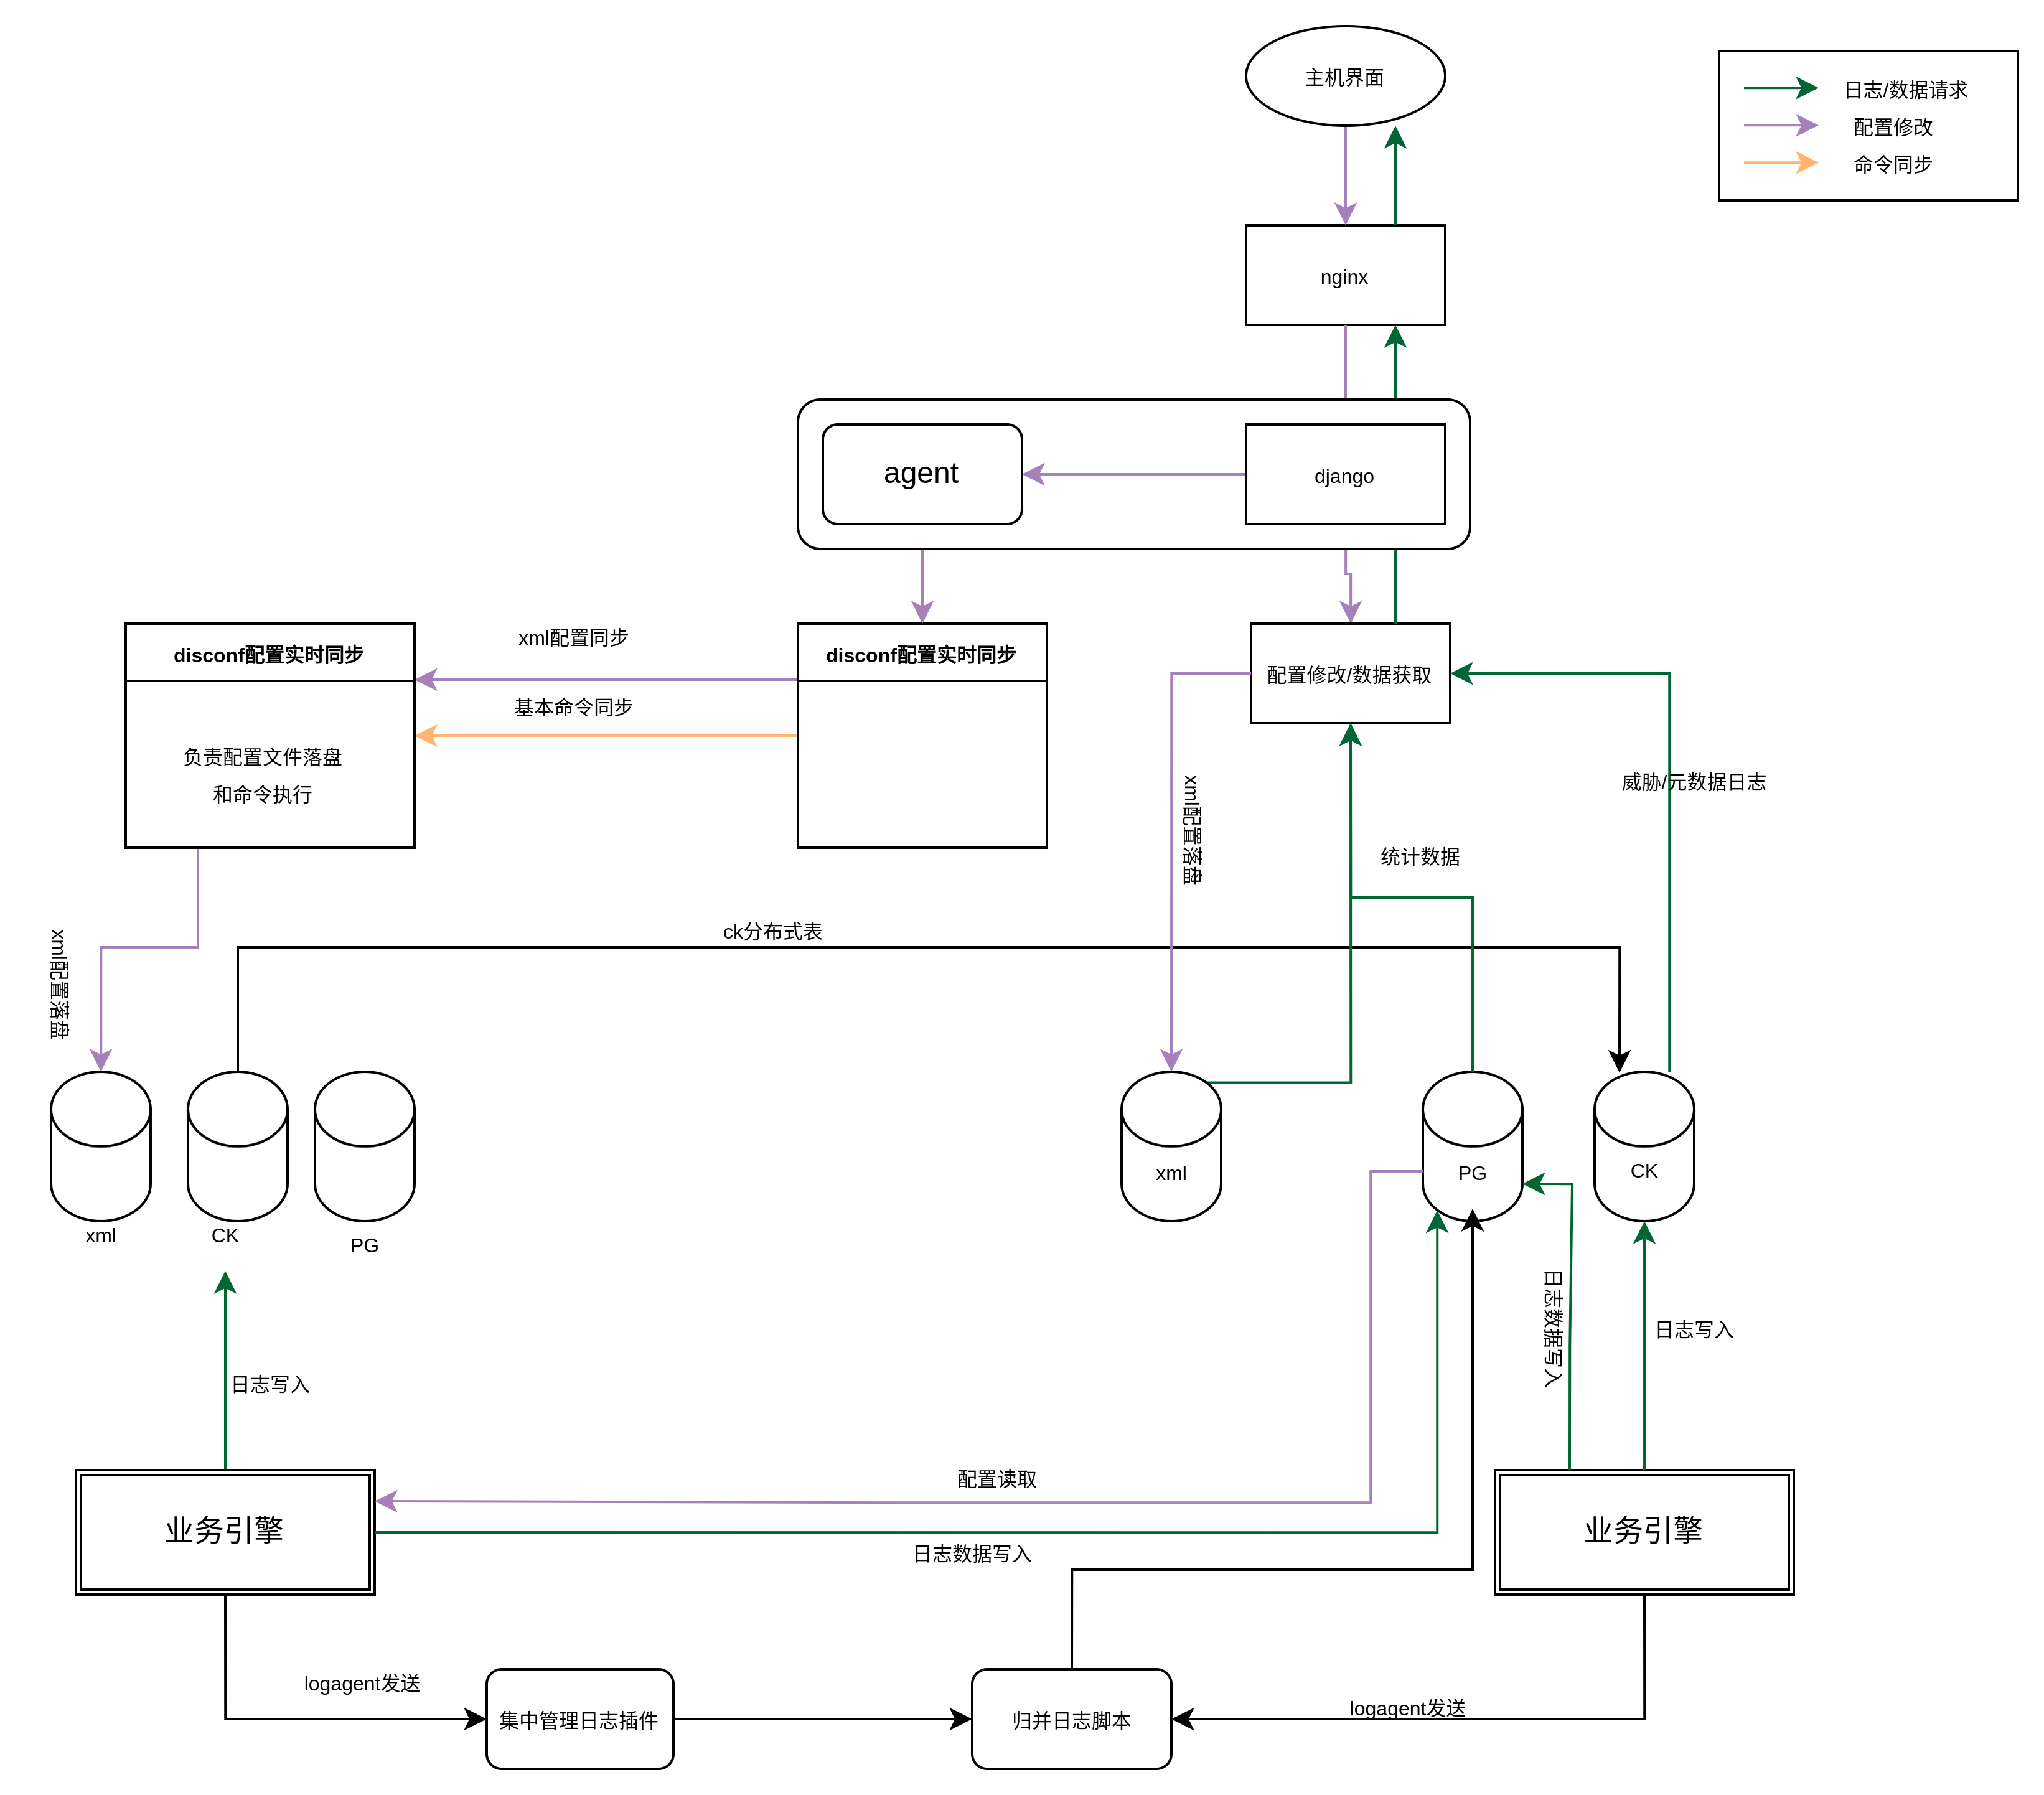 主机界面
日志/数据请求
配置修改
命令同步
nginx
agent
django
disconf配置实时同步
负责配置文件落盘
和命令执行
xml配置同步
基本命令同步
disconf配置实时同步
配置修改/数据获取
xml配置落盘
威胁/元数据日志
统计数据
ck分布式表
xml配置落盘
xml
CK
PG
xml
PG
CK
日志写入
日志数据写入
日志写入
业务引擎
配置读取
日志数据写入
业务引擎
logagent发送
集中管理日志插件
归并日志脚本
logagent发送